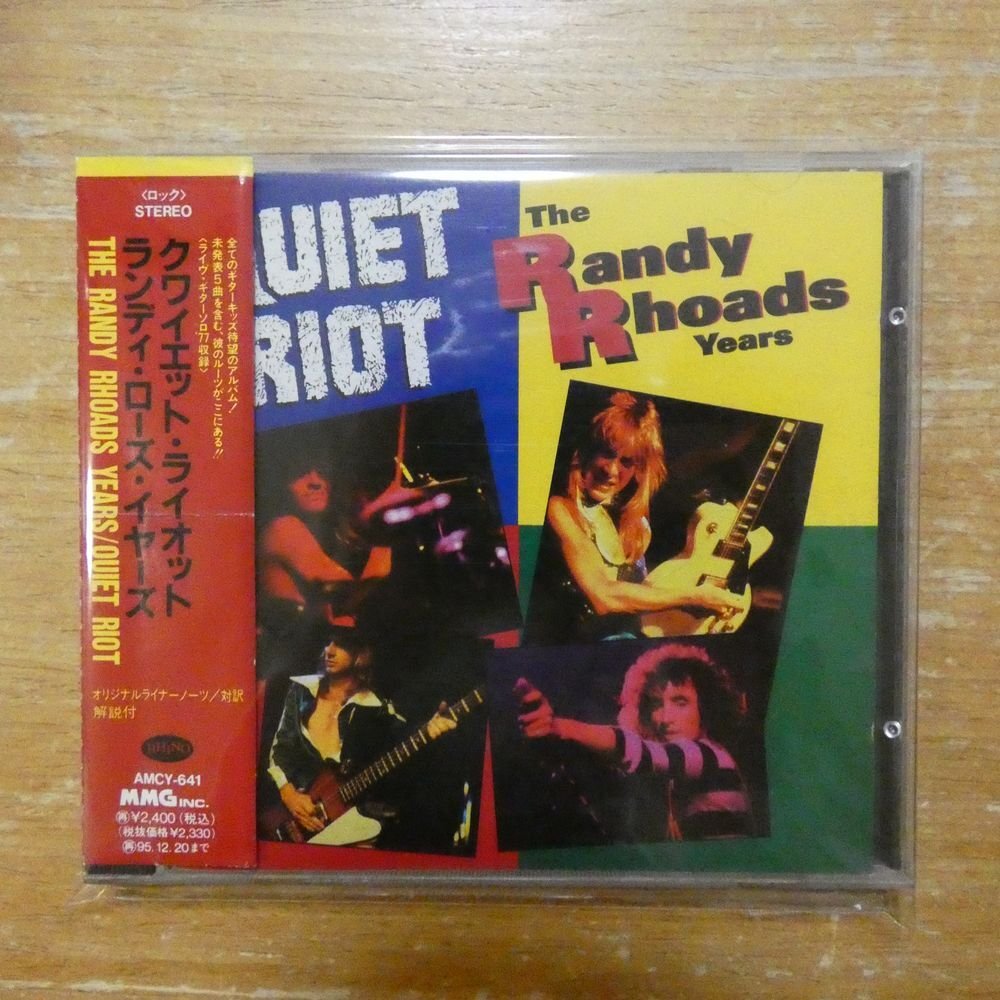 〈ロック〉
STEREO
全てのギターキッズ待望のアルバム!
未発表5曲を含む、彼のルーツがここにある!!
〈ライヴ・ギターソロ'77収録〉
クワイエット・ライオット
ランディ・ローズ・イヤーズ
THE RANDY RHOADS YEARS/QUIET RIOT
オリジナルライナーノーツ/対訳
解説付
RHINO
AMCY-641
MMG INC.
再¥2,400(税込)
(税抜価格¥2,330)
再95.12.20まで
QUIET
RIOT
The
Randy
Rhoads
Years